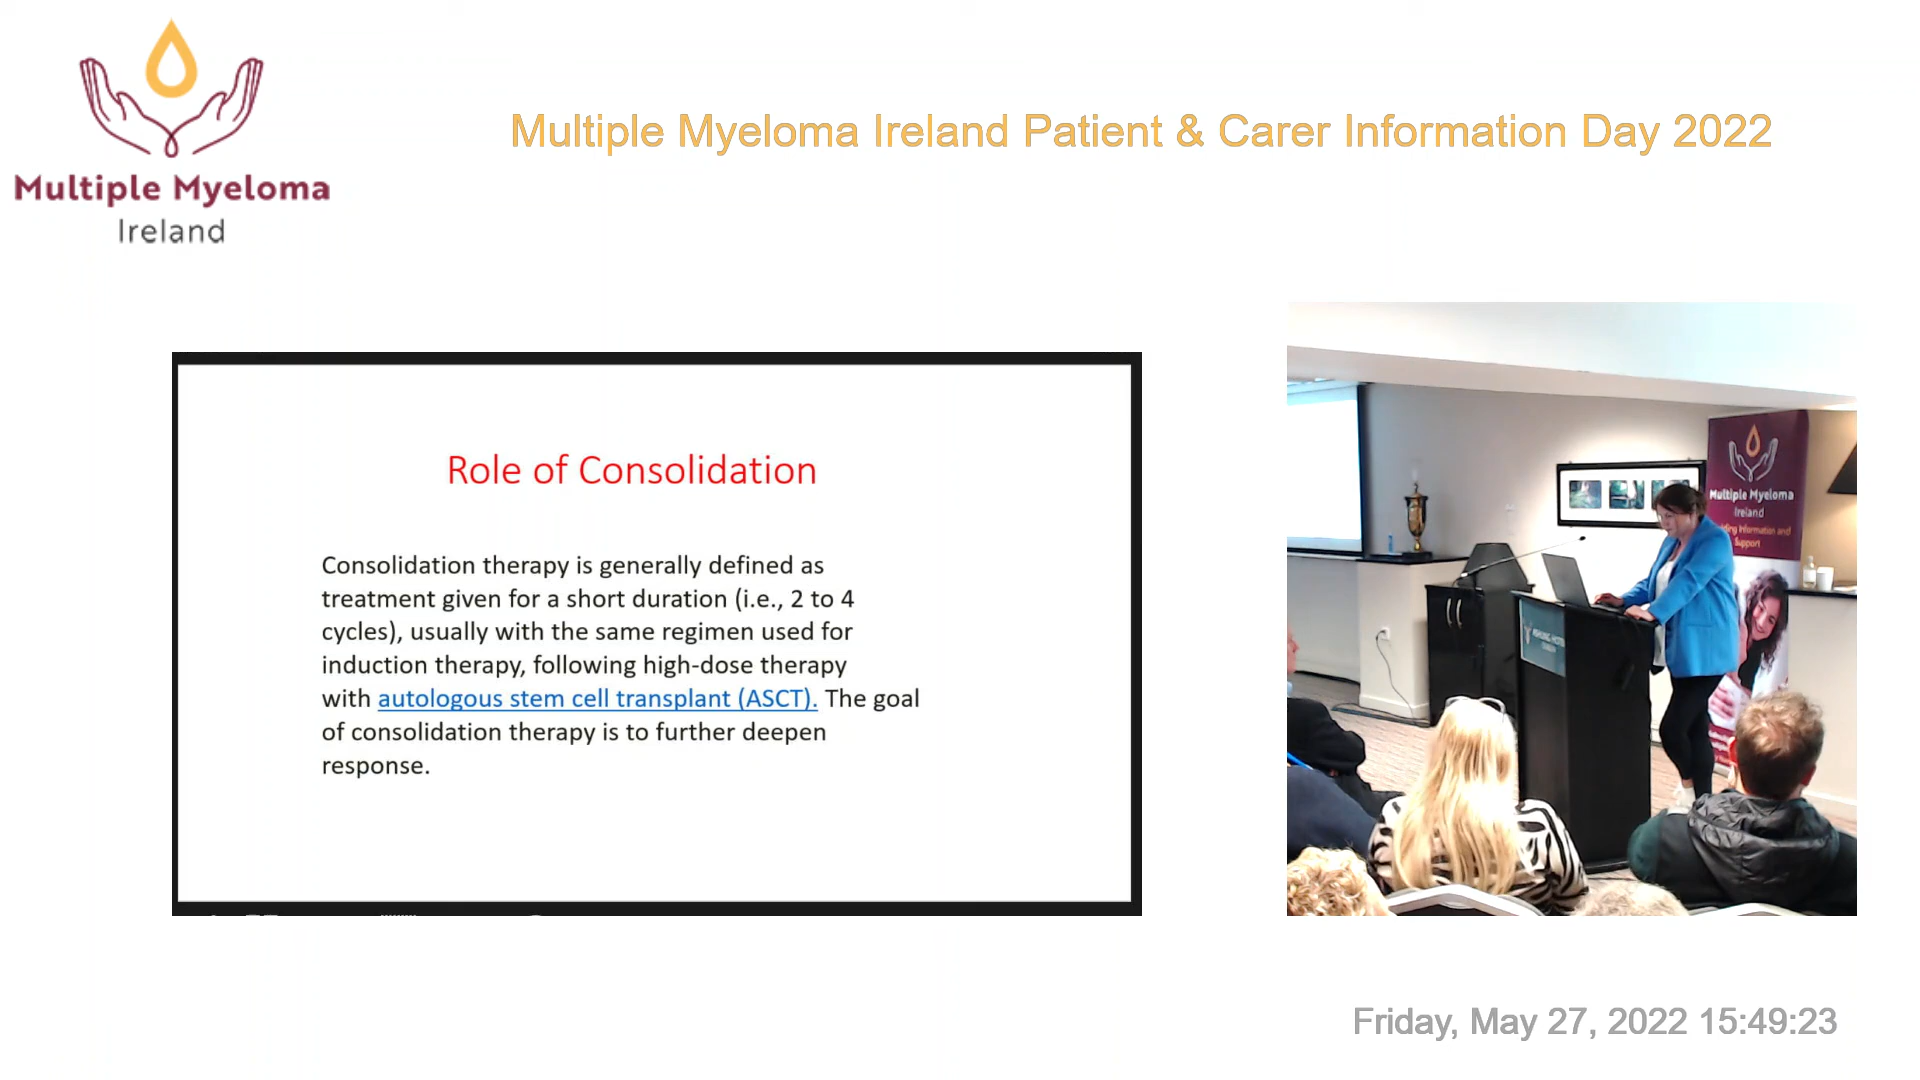 Multiple Myeloma
Ireland
Multiple Myeloma Ireland Patient & Carer Information Day 2022
Role of Consolidation
Consolidation therapy is generally defined as
treatment given for a short duration (i.e., 2 to 4
cycles), usually with the same regimen used for
induction therapy, following high-dose therapy
with autologous stem cell transplant (ASCT). The goal
of consolidation therapy is to further deepen
response.
Multiple Myeloma
Ireland
Information and
Support
Friday, May 27, 2022 15:49:23